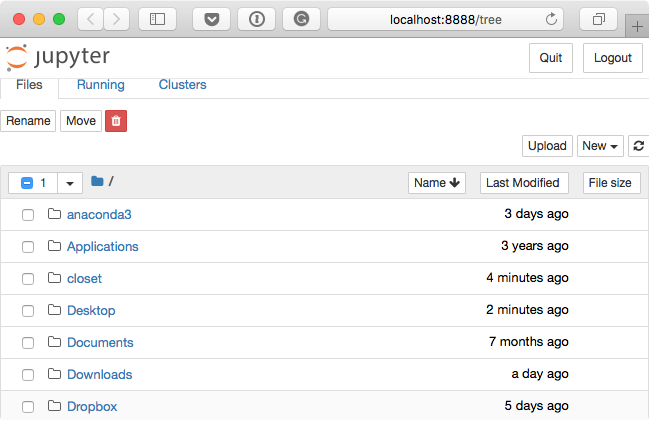 localhost:8888/tree
jupyter
Quit Logout
Files Running Clusters
Rename Move
Upload New
1 / Name Last Modified File size
anaconda3 3 days ago
Applications 3 years ago
closet 4 minutes ago
Desktop 2 minutes ago
Documents 7 months ago
Downloads a day ago
Dropbox 5 days ago